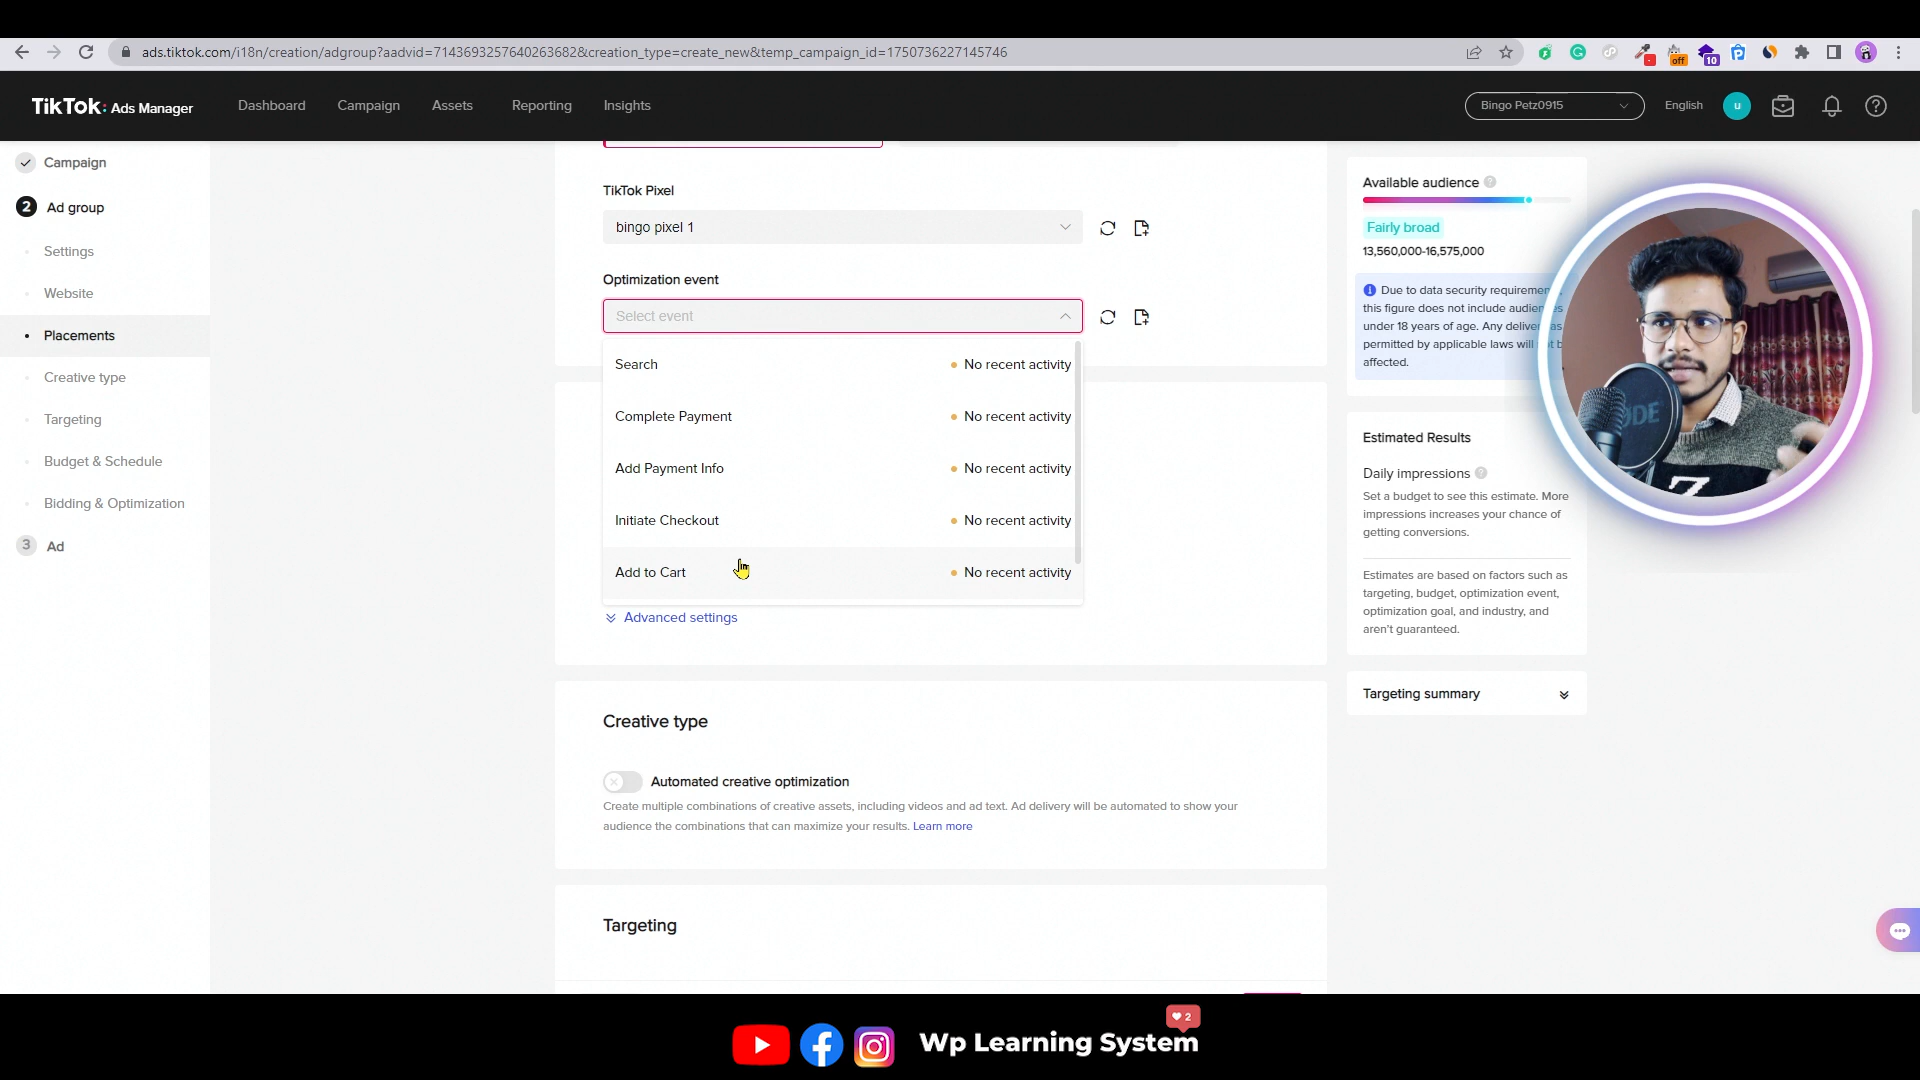 ads.tiktok.com/i18n/creation/adgroup?aadvid=7143693257640263682&creation_type=create_new&temp_campaign_id=1750736227145746
off
10
TikTok: Ads Manager
Dashboard
Campaign
Assets
Reporting
Insights
Bingo Petz0915
English
U
Campaign
2 Ad group
Settings
Website
Placements
Creative type
Targeting
Budget & Schedule
Bidding & Optimization
3 Ad
TikTok Pixel
bingo pixel 1
Optimization event
Select event
Search No recent activity
Complete Payment No recent activity
Add Payment Info No recent activity
Initiate Checkout No recent activity
Add to Cart No recent activity
Advanced settings
Creative type
Automated creative optimization
Create multiple combinations of creative assets, including videos and ad text. Ad delivery will be automated to show your
audience the combinations that can maximize your results. Learn more
Targeting
Available audience
Fairly broad
13,560,000-16,575,000
Due to data security
this figure does not include
under 18 years of age. Any
permitted by applicable laws will
affected.
Estimated Results
Daily impressions
Set a budget to see this estimate. More
impressions increases your chance of
getting conversions.
Estimates are based on factors such as
targeting, budget, optimization event,
optimization goal, and industry, and
aren't guaranteed.
Targeting summary
2
Wp Learning System